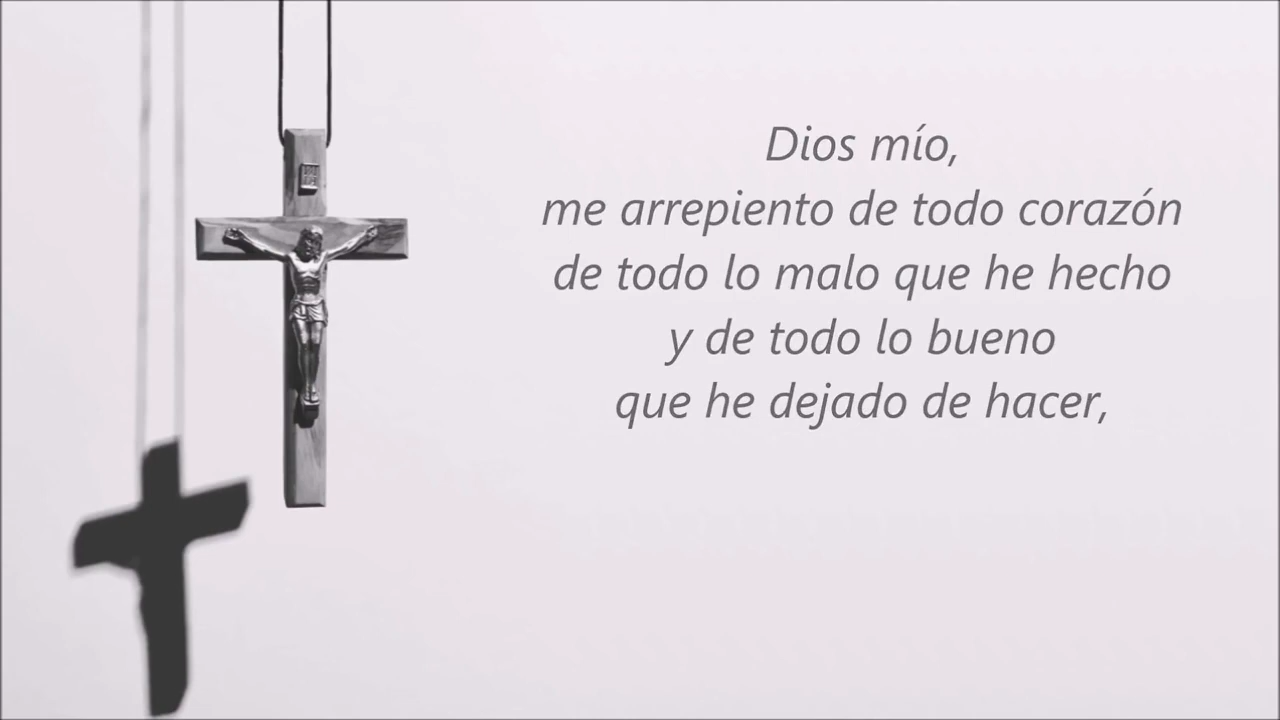 Dios mío,
me arrepiento de todo corazón
de todo lo malo que he hecho
y de todo lo bueno
que he dejado de hacer,